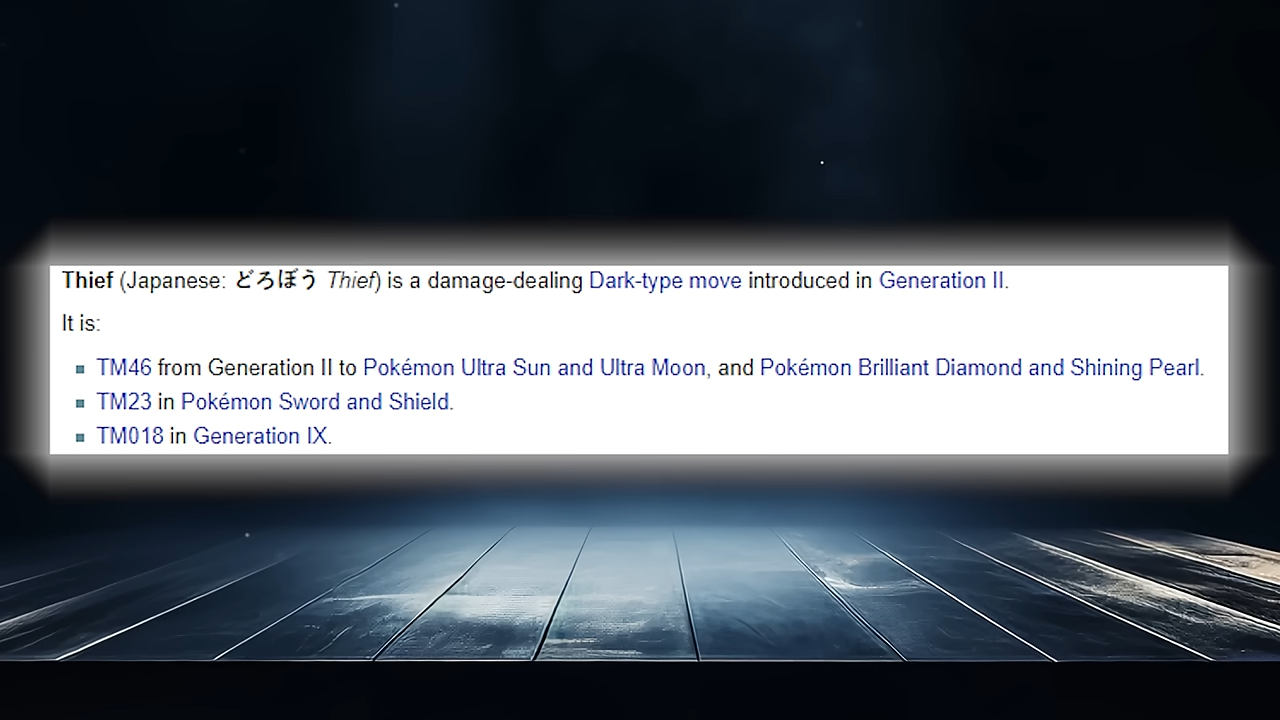 Thief (Japanese: どろぼう Thief) is a damage-dealing Dark-type move introduced in Generation II.
It is:
TM46 from Generation II to Pokémon Ultra Sun and Ultra Moon, and Pokémon Brilliant Diamond and Shining Pearl.
TM23 in Pokémon Sword and Shield.
TM018 in Generation IX.